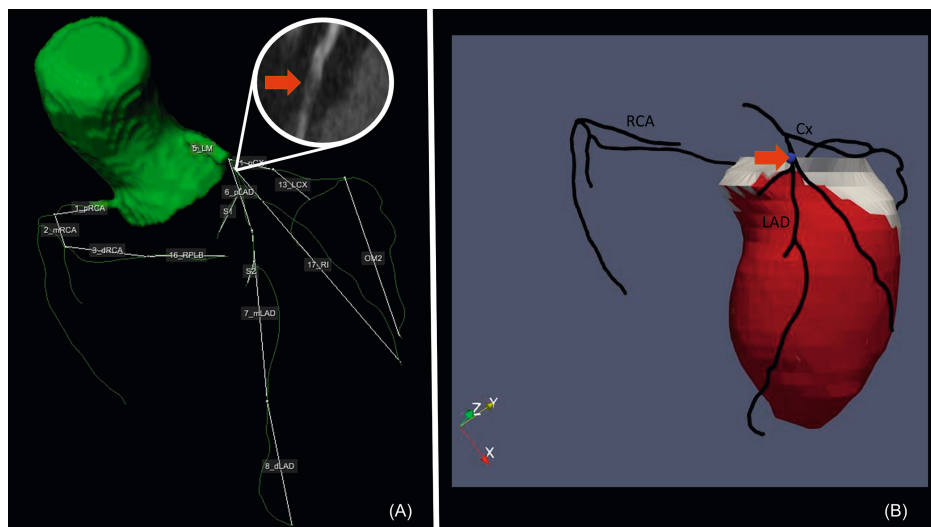 5_LM
11_pCX
13_LCX
6_pLAD
S1
1_pRCA
2_mRCA
3_dRCA
16_RPLB
S2
17_RI
OM2
7_mLAD
8_dLAD
(A)
RCA
Cx
LAD
Z
Y
X
(B)